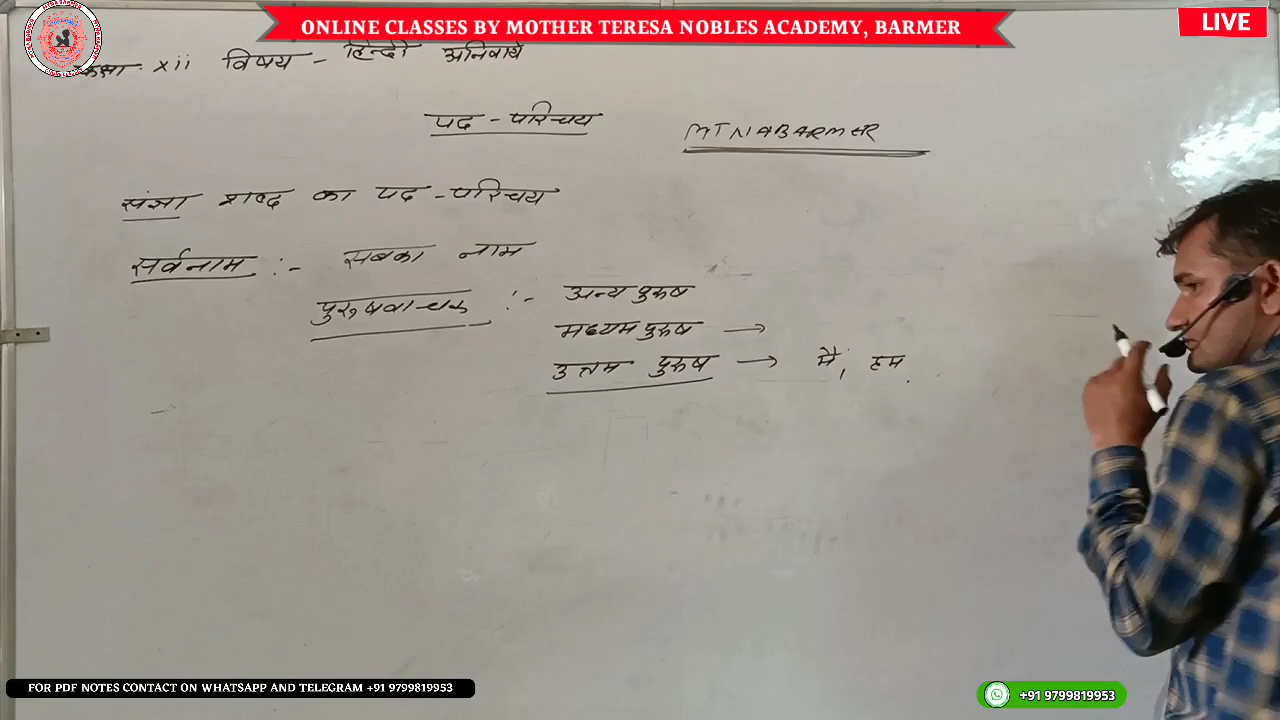 ONLINE CLASSES BY MOTHER TERESA NOBLES ACADEMY, BARMER
LIVE
कक्षा - xii विषय - हिन्दी अनिवार्य
पद - परिचय
MTNABARMER
संज्ञा शब्द का पद - परिचय
सर्वनाम :- सबका नाम
पुरुषवाचक :- अन्य पुरुष
मध्यम पुरुष →
उत्तम पुरुष → मैं, हम
FOR PDF NOTES CONTACT ON WHATSAPP AND TELEGRAM +91 9799819953
+91 9799819953